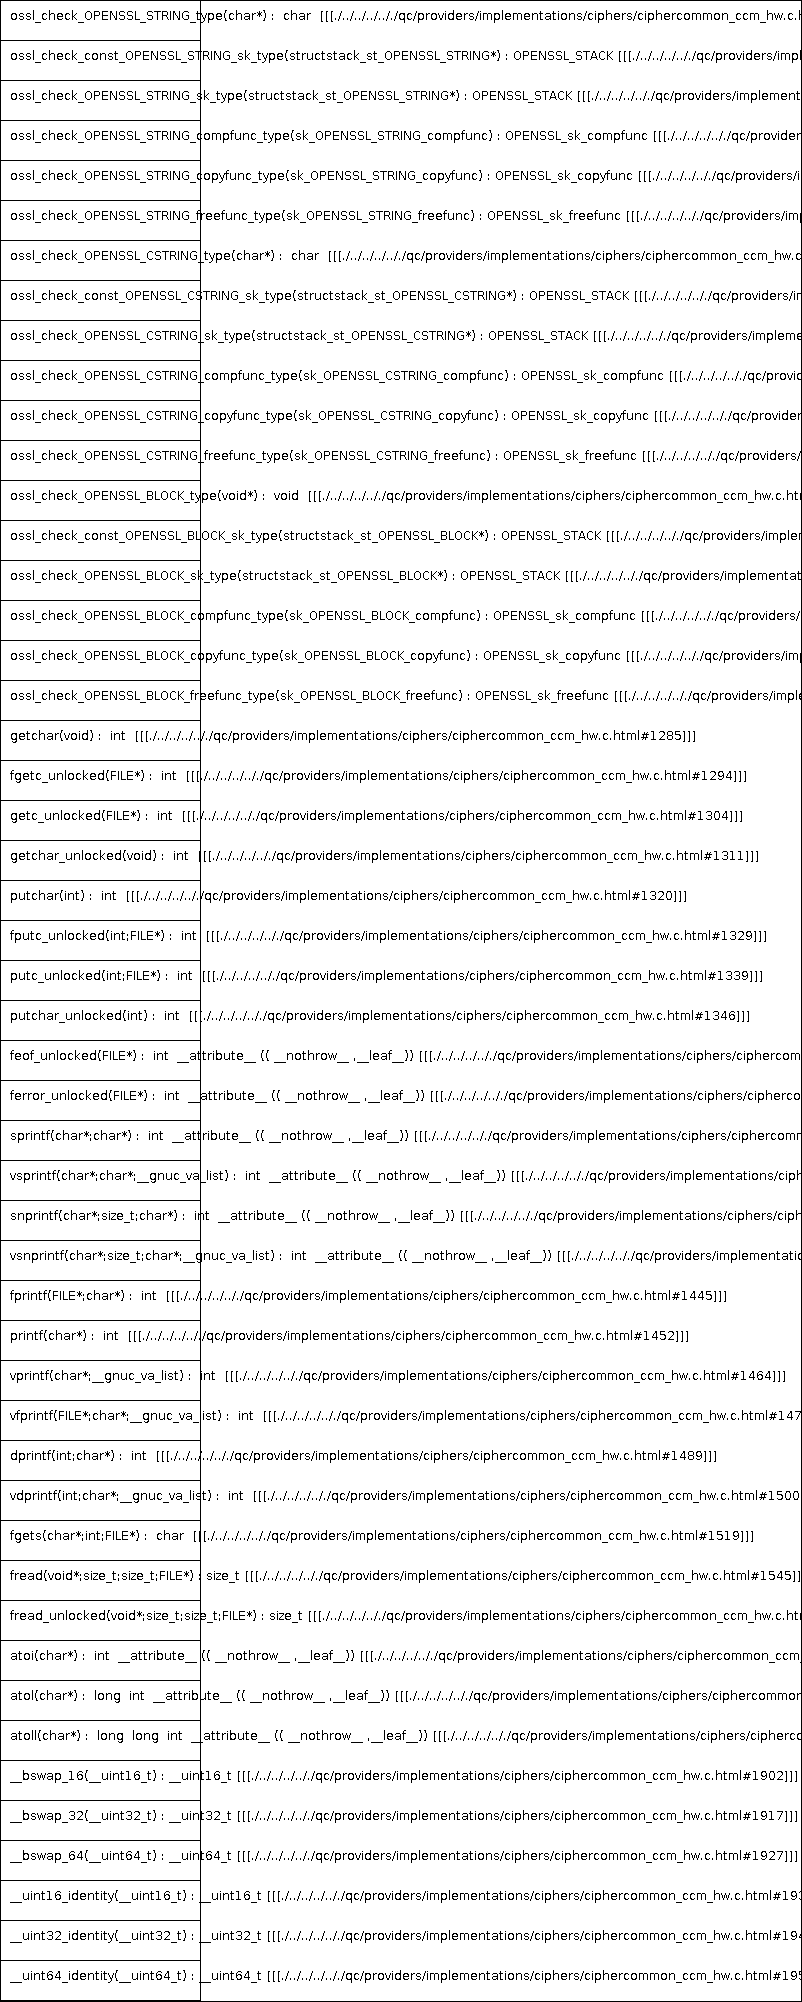 ossl_check_OPENSSL_STRING_type(char*) : char [[[./../../../../../qc/providers/implementations/ciphers/ciphercommon_ccm_hw.c.h
ossl_check_const_OPENSSL_STRING_sk_type(structstack_st_OPENSSL_STRING*) : OPENSSL_STACK [[[./../../../../../qc/providers/impl
ossl_check_OPENSSL_STRING_sk_type(structstack_st_OPENSSL_STRING*) : OPENSSL_STACK [[[./../../../../../qc/providers/implement
ossl_check_OPENSSL_STRING_compfunc_type(sk_OPENSSL_STRING_compfunc) : OPENSSL_sk_compfunc [[[./../../../../../qc/provider
ossl_check_OPENSSL_STRING_copyfunc_type(sk_OPENSSL_STRING_copyfunc) : OPENSSL_sk_copyfunc [[[./../../../../../qc/providers/i
ossl_check_OPENSSL_STRING_freefunc_type(sk_OPENSSL_STRING_freefunc) : OPENSSL_sk_freefunc [[[./../../../../../qc/providers/imp
ossl_check_OPENSSL_CSTRING_type(char*) : char [[[./../../../../../qc/providers/implementations/ciphers/ciphercommon_ccm_hw.c
ossl_check_const_OPENSSL_CSTRING_sk_type(structstack_st_OPENSSL_CSTRING*) : OPENSSL_STACK [[[./../../../../../qc/providers/in
ossl_check_OPENSSL_CSTRING_sk_type(structstack_st_OPENSSL_CSTRING*) : OPENSSL_STACK [[[./../../../../../qc/providers/impleme
ossl_check_OPENSSL_CSTRING_compfunc_type(sk_OPENSSL_CSTRING_compfunc) : OPENSSL_sk_compfunc [[[./../../../../../qc/provid
ossl_check_OPENSSL_CSTRING_copyfunc_type(sk_OPENSSL_CSTRING_copyfunc) : OPENSSL_sk_copyfunc [[[./../../../../../qc/provider
ossl_check_OPENSSL_CSTRING_freefunc_type(sk_OPENSSL_CSTRING_freefunc) : OPENSSL_sk_freefunc [[[./../../../../../qc/providers/
ossl_check_OPENSSL_BLOCK_type(void*) : void [[[./../../../../../qc/providers/implementations/ciphers/ciphercommon_ccm_hw.c.ht
ossl_check_const_OPENSSL_BLOCK_sk_type(structstack_st_OPENSSL_BLOCK*) : OPENSSL_STACK [[[./../../../../../qc/providers/implen
ossl_check_OPENSSL_BLOCK_sk_type(structstack_st_OPENSSL_BLOCK*) : OPENSSL_STACK [[[./../../../../../qc/providers/implementat
ossl_check_OPENSSL_BLOCK_compfunc_type(sk_OPENSSL_BLOCK_compfunc) : OPENSSL_sk_compfunc [[[./../../../../../qc/providers/
ossl_check_OPENSSL_BLOCK_copyfunc_type(sk_OPENSSL_BLOCK_copyfunc) : OPENSSL_sk_copyfunc [[[./../../../../../qc/providers/imp
ossl_check_OPENSSL_BLOCK_freefunc_type(sk_OPENSSL_BLOCK_freefunc) : OPENSSL_sk_freefunc [[[./../../../../../qc/providers/imple
getchar(void) : int [[[./../../../../../qc/providers/implementations/ciphers/ciphercommon_ccm_hw.c.html#1285]]]
fgetc_unlocked(FILE*) : int [[[./../../../../../qc/providers/implementations/ciphers/ciphercommon_ccm_hw.c.html#1294]]]
getc_unlocked(FILE*) : int [[[./../../../../../qc/providers/implementations/ciphers/ciphercommon_ccm_hw.c.html#1304]]]
getchar_unlocked(void) : int [[[./../../../../../qc/providers/implementations/ciphers/ciphercommon_ccm_hw.c.html#1311]]]
putchar(int) : int [[[./../../../../../qc/providers/implementations/ciphers/ciphercommon_ccm_hw.c.html#1320]]]
fputc_unlocked(int;FILE*) : int [[[./../../../../../qc/providers/implementations/ciphers/ciphercommon_ccm_hw.c.html#1329]]]
putc_unlocked(int;FILE*) : int [[[./../../../../../qc/providers/implementations/ciphers/ciphercommon_ccm_hw.c.html#1339]]]
putchar_unlocked(int) : int [[[./../../../../../qc/providers/implementations/ciphers/ciphercommon_ccm_hw.c.html#1346]]]
feof_unlocked(FILE*) : int __attribute__ (( __nothrow__ ,__leaf__)) [[[./../../../../../qc/providers/implementations/ciphers/ciphercom
ferror_unlocked(FILE*) : int __attribute__ (( __nothrow__ ,__leaf__)) [[[./../../../../../qc/providers/implementations/ciphers/cipherco
sprintf(char*;char*) : int __attribute__ (( __nothrow__ ,__leaf__)) [[[./../../../../../qc/providers/implementations/ciphers/ciphercomm
vsprintf(char*;char*;__gnuc_va_list) : int __attribute__ (( __nothrow__ ,__leaf__)) [[[./../../../../../qc/providers/implementations/ciph
snprintf(char*;size_t;char*) : int __attribute__ (( __nothrow__ ,__leaf__)) [[[./../../../../../qc/providers/implementations/ciphers/ciph
vsnprintf(char*;size_t;char*;__gnuc_va_list) : int __attribute__ (( __nothrow__ ,__leaf__)) [[[./../../../../../qc/providers/implementatio
fprintf(FILE*;char*) : int [[[./../../../../../qc/providers/implementations/ciphers/ciphercommon_ccm_hw.c.html#1445]]]
printf(char*) : int [[[./../../../../../qc/providers/implementations/ciphers/ciphercommon_ccm_hw.c.html#1452]]]
vprintf(char*;__gnuc_va_list) : int [[[./../../../../../qc/providers/implementations/ciphers/ciphercommon_ccm_hw.c.html#1464]]]
vfprintf(FILE*;char*;__gnuc_va_list) : int [[[./../../../../../qc/providers/implementations/ciphers/ciphercommon_ccm_hw.c.html#147
dprintf(int;char*) : int [[[./../../../../../qc/providers/implementations/ciphers/ciphercommon_ccm_hw.c.html#1489]]]
vdprintf(int;char*;__gnuc_va_list) : int [[[./../../../../../qc/providers/implementations/ciphers/ciphercommon_ccm_hw.c.html#1500
fgets(char*;int;FILE*) : char [[[./../../../../../qc/providers/implementations/ciphers/ciphercommon_ccm_hw.c.html#1519]]]
fread(void*;size_t;size_t;FILE*) : size_t [[[./../../../../../qc/providers/implementations/ciphers/ciphercommon_ccm_hw.c.html#1545]]
fread_unlocked(void*;size_t;size_t;FILE*) : size_t [[[./../../../../../qc/providers/implementations/ciphers/ciphercommon_ccm_hw.c.ht
atoi(char*) : int __attribute__ (( __nothrow__ ,__leaf__)) [[[./../../../../../qc/providers/implementations/ciphers/ciphercommon_ccm_
atol(char*) : long int __attribute__ (( __nothrow__ ,__leaf__)) [[[./../../../../../qc/providers/implementations/ciphers/ciphercommon
atoll(char*) : long long int __attribute__ (( __nothrow__ ,__leaf__)) [[[./../../../../../qc/providers/implementations/ciphers/cipherco
__bswap_16(__uint16_t) : __uint16_t [[[./../../../../../qc/providers/implementations/ciphers/ciphercommon_ccm_hw.c.html#1902]]]
__bswap_32(__uint32_t) : __uint32_t [[[./../../../../../qc/providers/implementations/ciphers/ciphercommon_ccm_hw.c.html#1917]]]
__bswap_64(__uint64_t) : __uint64_t [[[./../../../../../qc/providers/implementations/ciphers/ciphercommon_ccm_hw.c.html#1927]]]
__uint16_identity(__uint16_t) : __uint16_t [[[./../../../../../qc/providers/implementations/ciphers/ciphercommon_ccm_hw.c.html#193
__uint32_identity(__uint32_t) : __uint32_t [[[./../../../../../qc/providers/implementations/ciphers/ciphercommon_ccm_hw.c.html#194
__uint64_identity(__uint64_t) : __uint64_t [[[./../../../../../qc/providers/implementations/ciphers/ciphercommon_ccm_hw.c.html#195